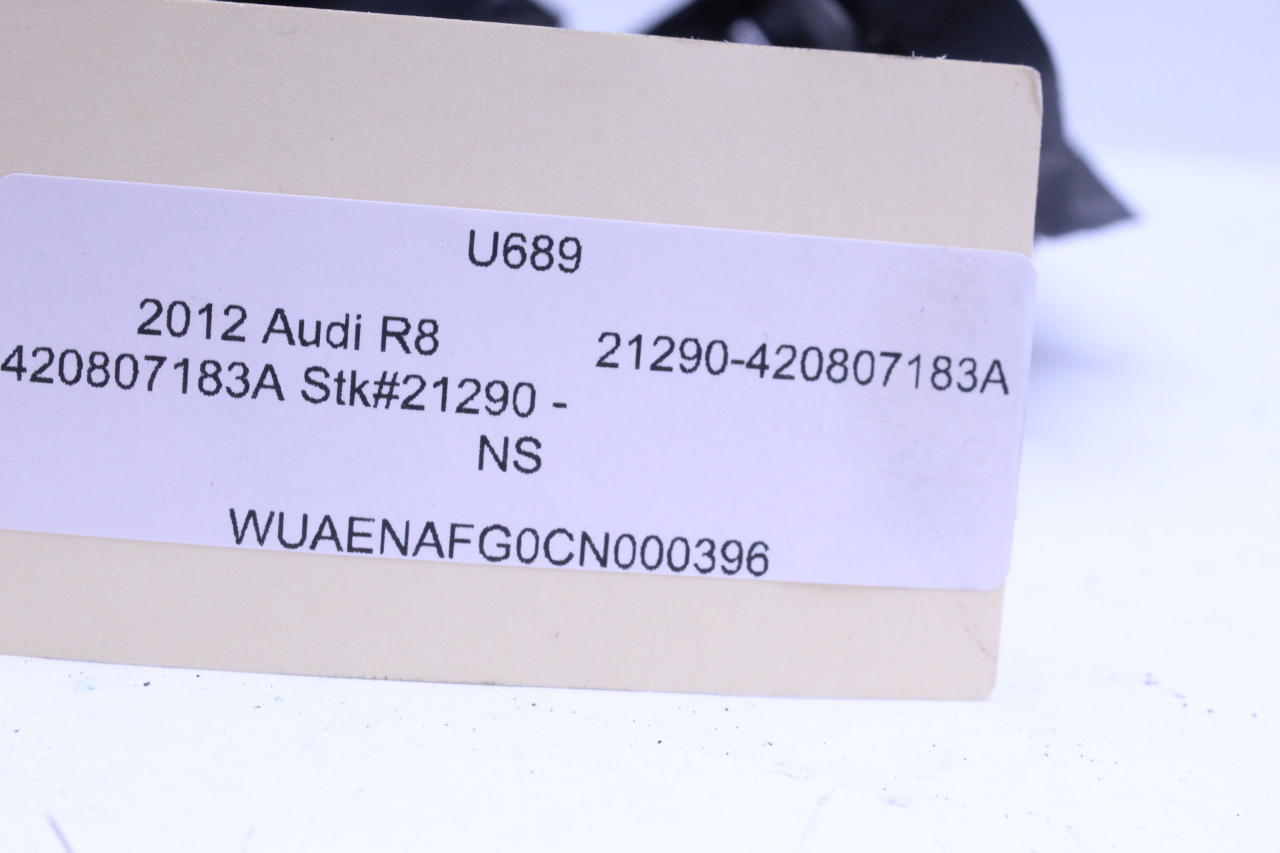 U689
2012 Audi R8
420807183A Stk#21290 -
NS
21290-420807183A
WUAENAFG0CN000396